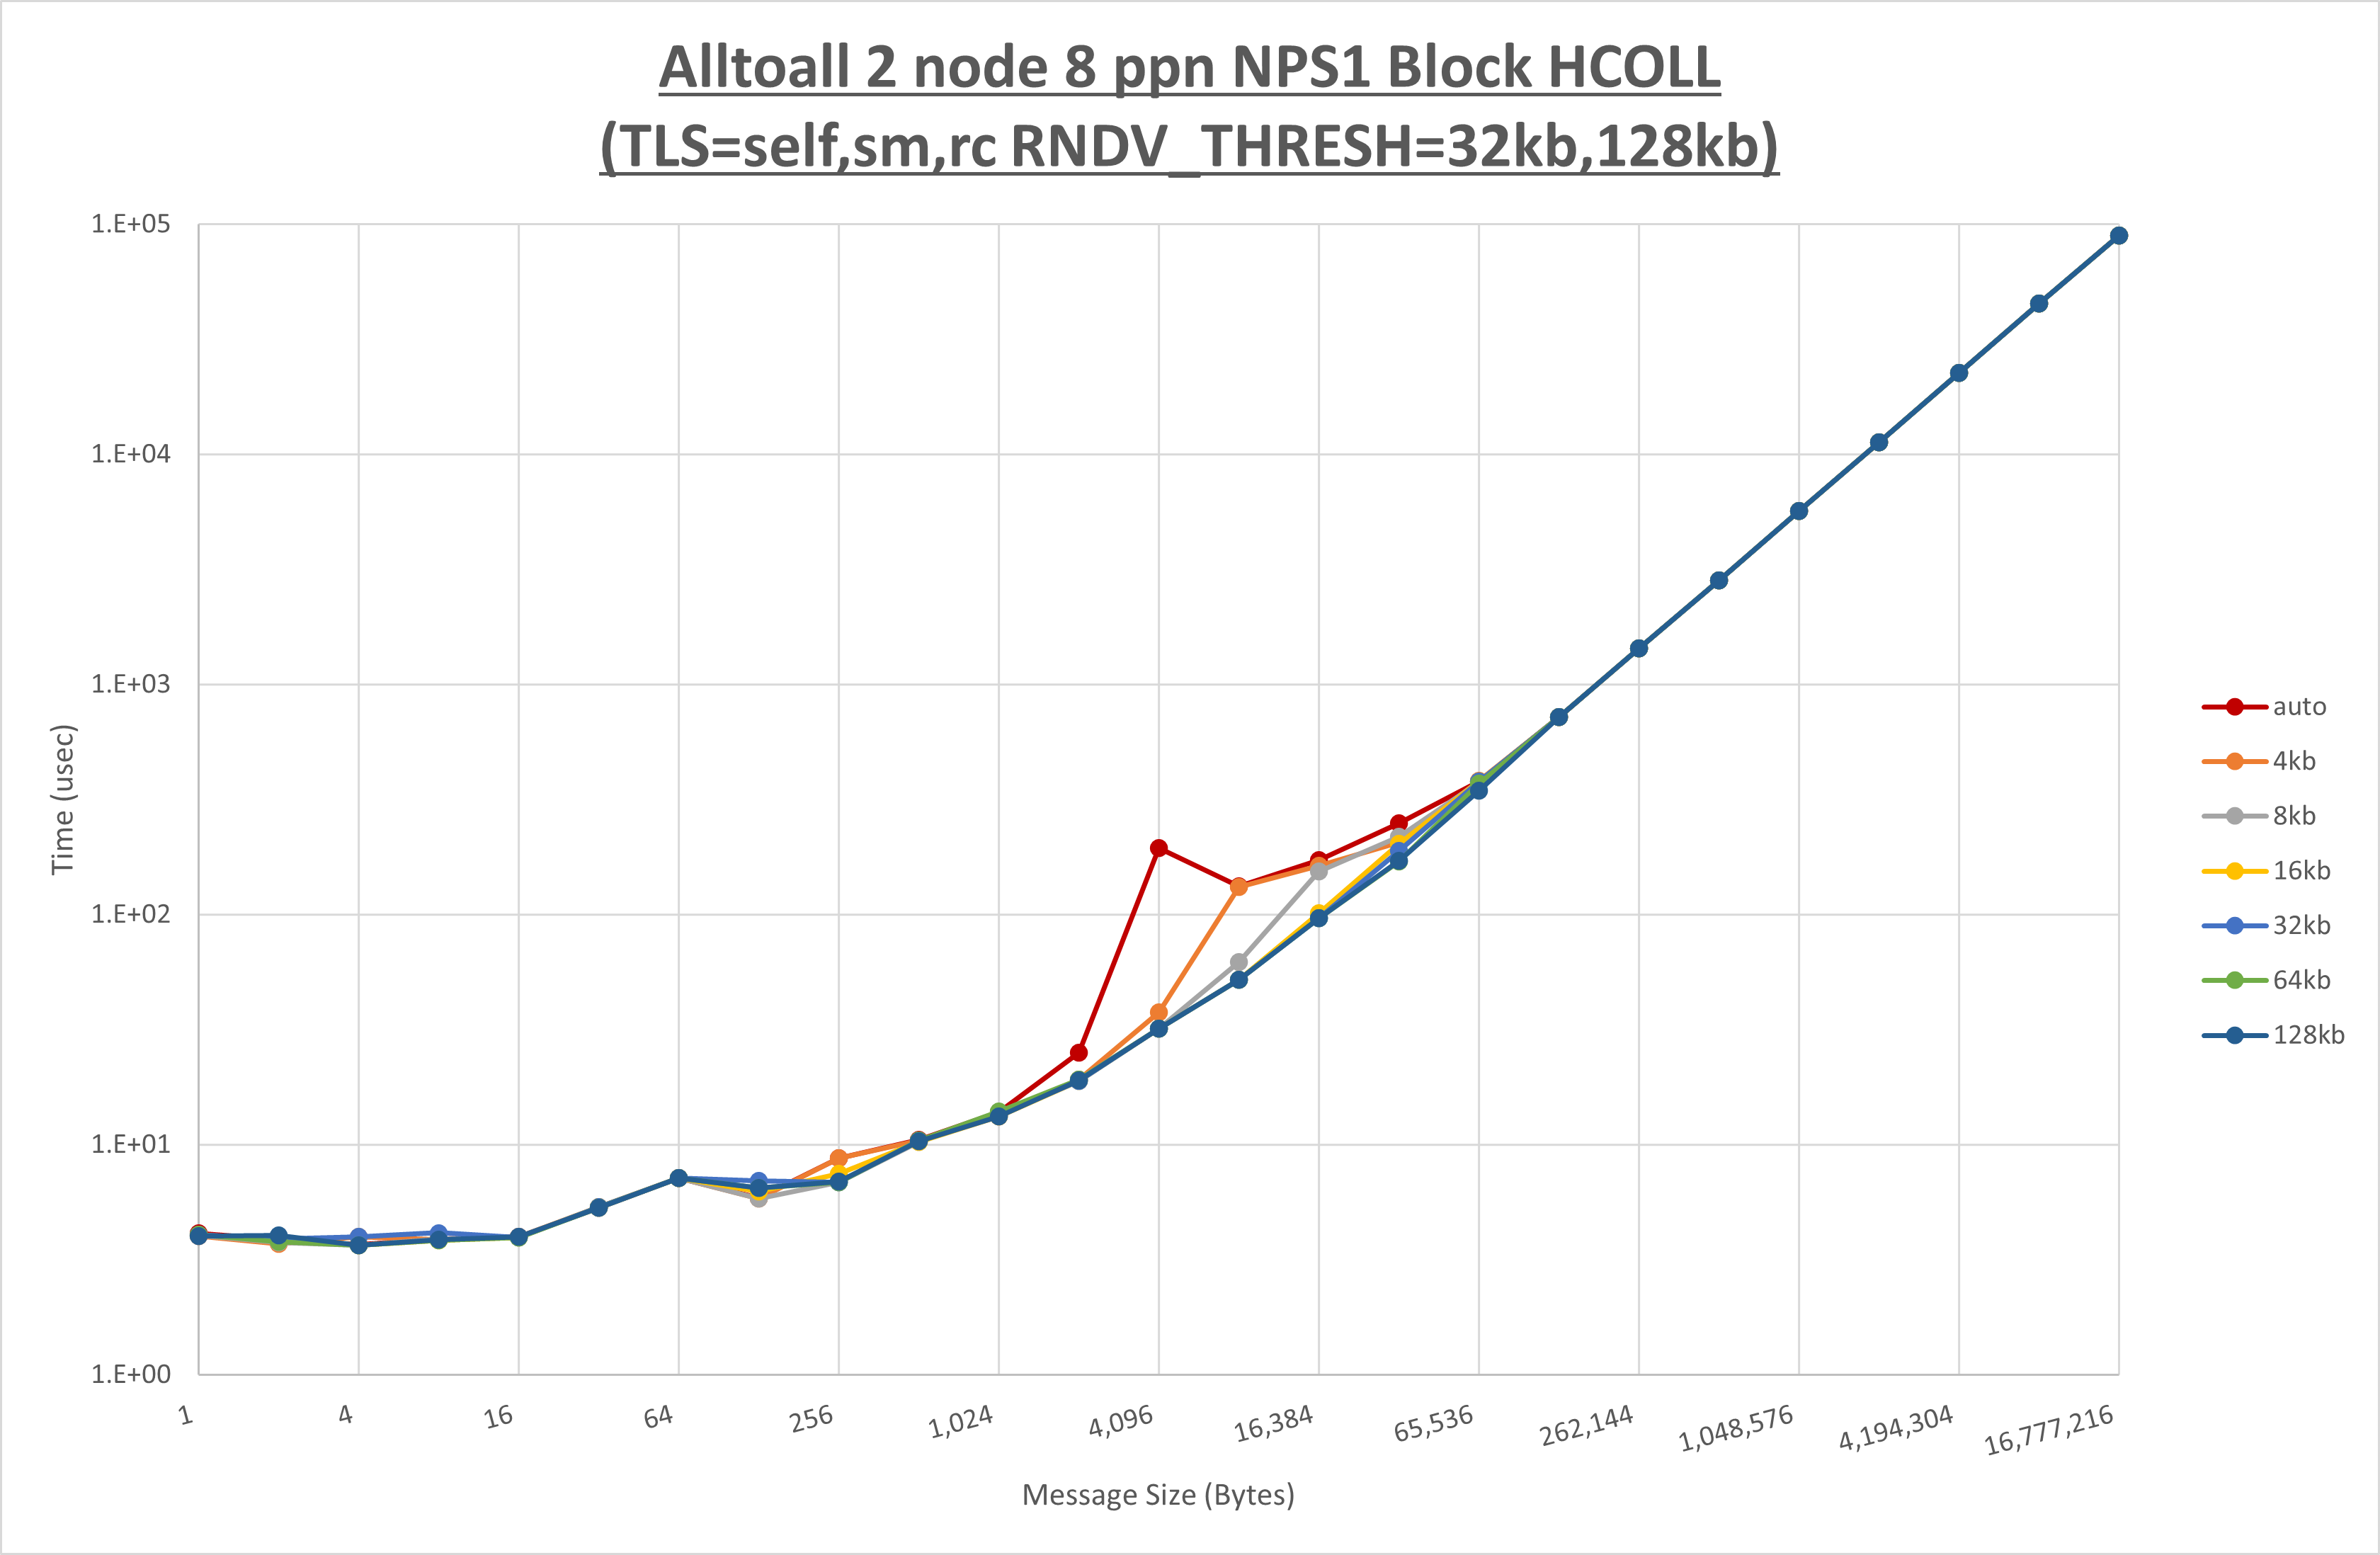 Alltoall 2 node 8 ppn NPS1 Block HCOLL
(TLS=self,sm,rc RNDV_THRESH=32kb,128kb)
1.E+05
1.E+04
1.E+03
1.E+02
1.E+01
1.E+00
Time (usec)
1
4
16
64
256
1,024
4,096
16,384
65,536
262,144
1,048,576
4,194,304
16,777,216
Message Size (Bytes)
auto
4kb
8kb
16kb
32kb
64kb
128kb